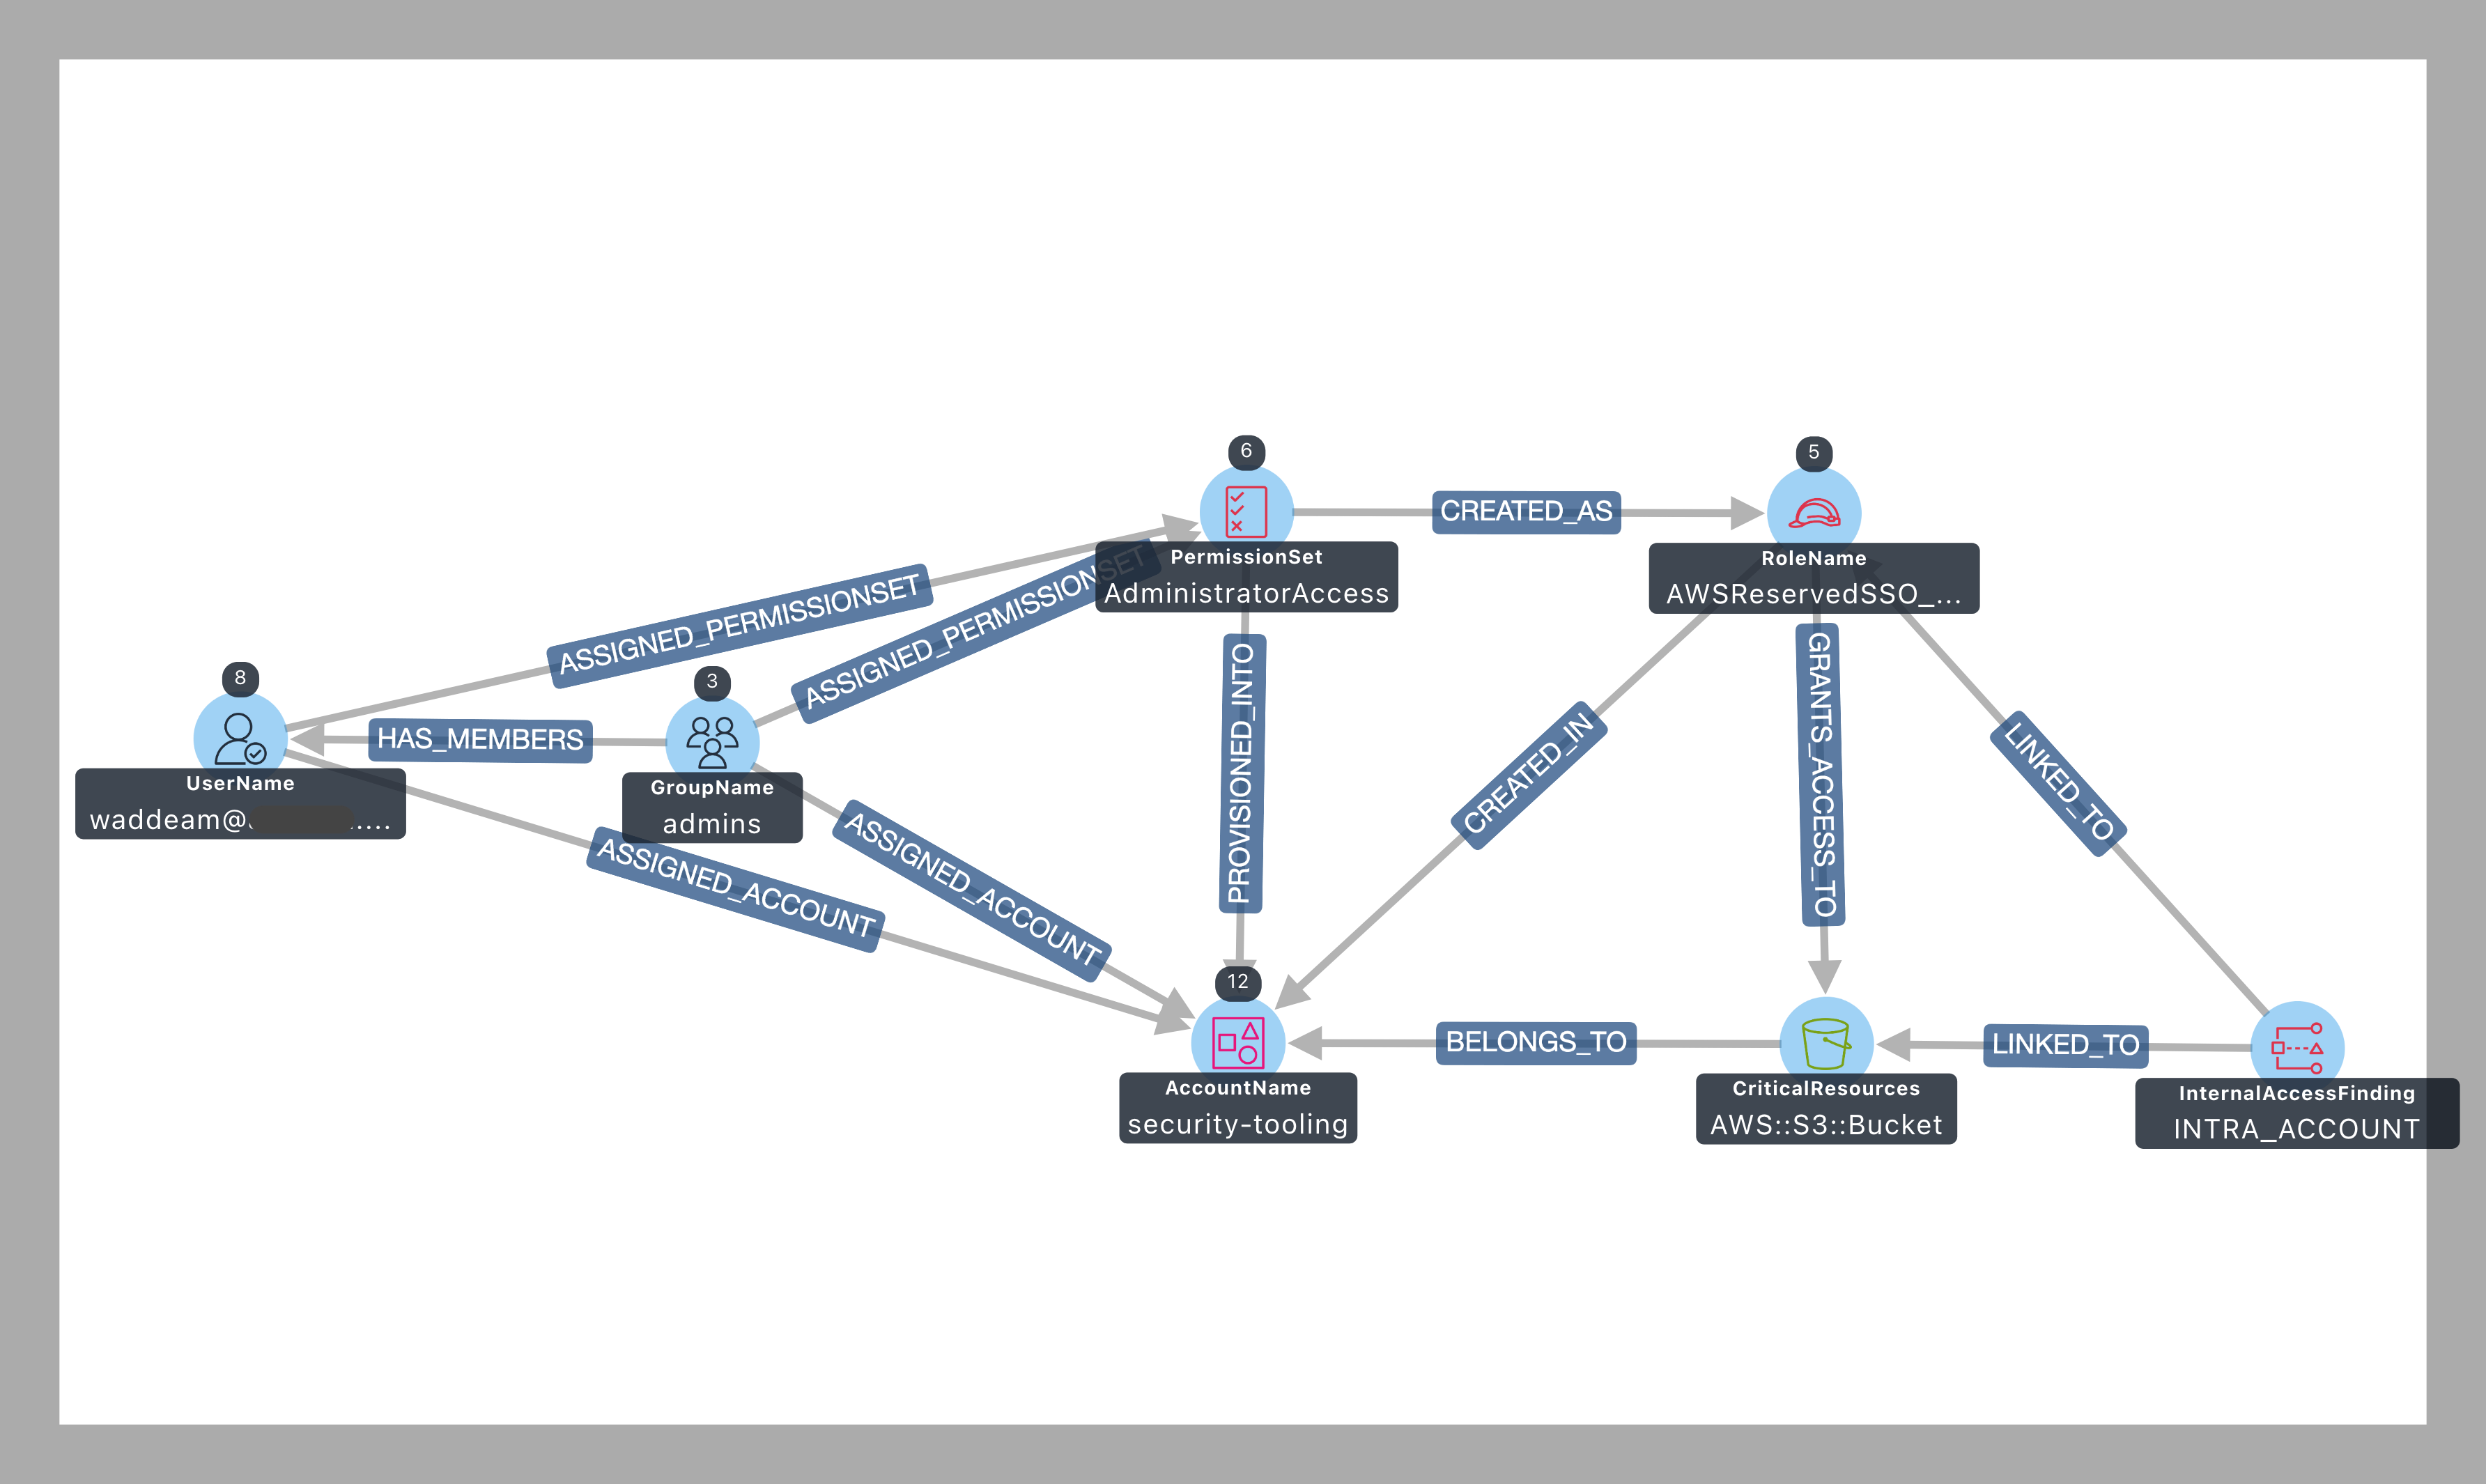 6
PermissionSet
AdministratorAccess
CREATED_AS
5
RoleName
AWSReservedSSO_...
ASSIGNED_PERMISSIONSET
ASSIGNED_PERMISSIONSET
8
UserName
waddeam@
....
HAS_MEMBERS
3
GroupName
admins
ASSIGNED_ACCOUNT
ASSIGNED_ACCOUNT
PROVISIONED_INTO
CREATED_IN
GRANTS_ACCESS_TO
LINKED_TO
12
AccountName
security-tooling
BELONGS_TO
CriticalResources
AWS::S3::Bucket
LINKED_TO
InternalAccessFinding
INTRA_ACCOUNT